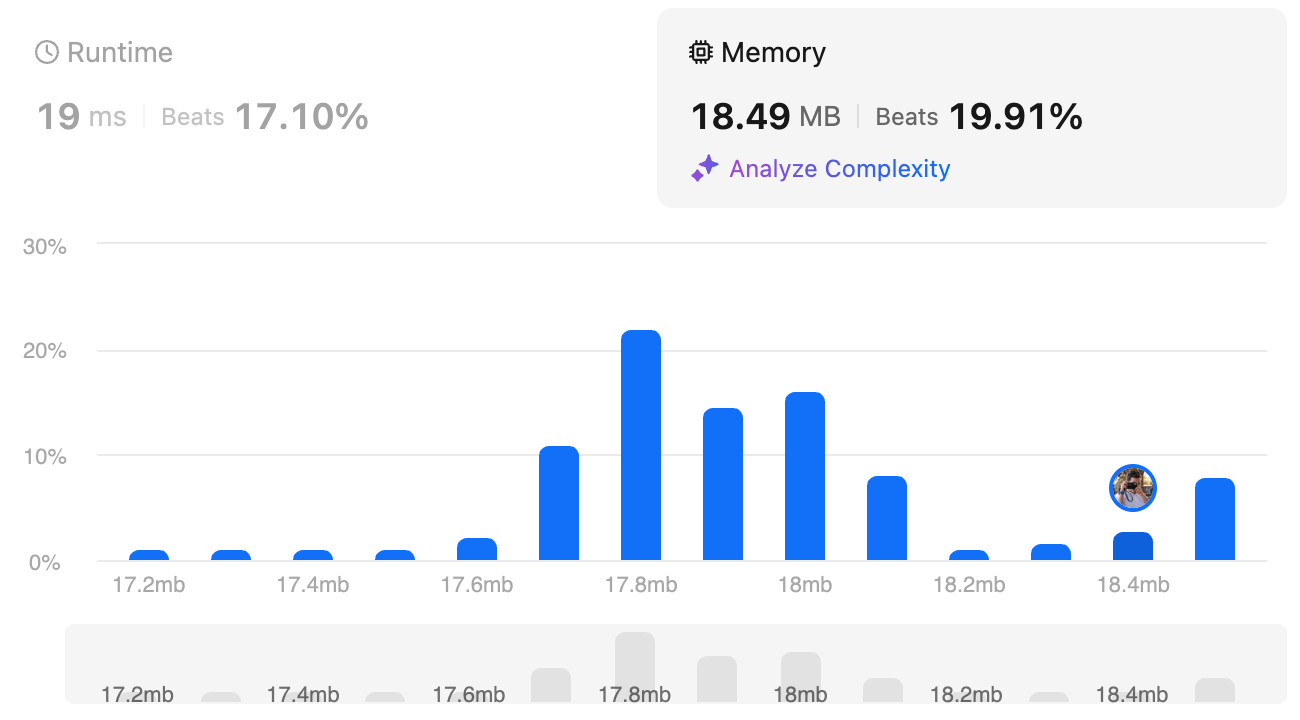 Runtime
19 ms Beats 17.10%
Memory
18.49 MB Beats 19.91%
Analyze Complexity
30%
20%
10%
0%
17.2mb 17.4mb 17.6mb 17.8mb 18mb 18.2mb 18.4mb
17.2mb 17.4mb 17.6mb 17.8mb 18mb 18.2mb 18.4mb